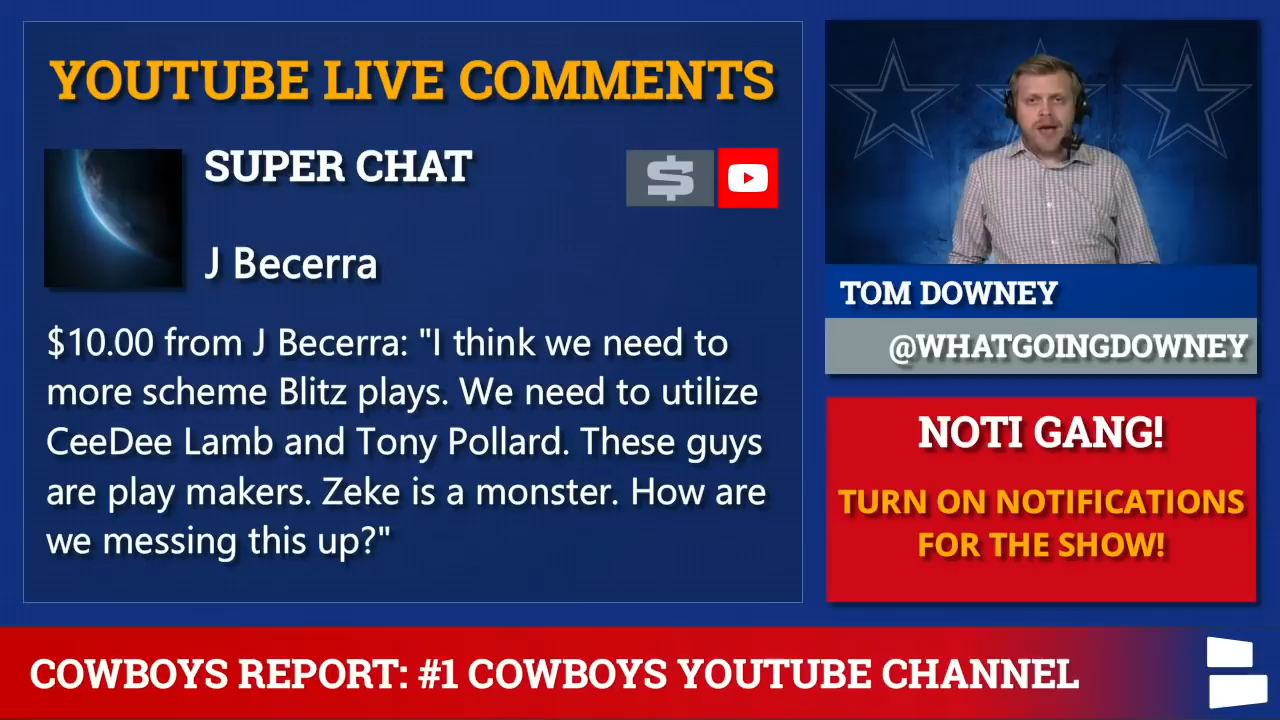 YOUTUBE LIVE COMMENTS
SUPER CHAT
$
J Becerra
$10.00 from J Becerra: "I think we need to
more scheme Blitz plays. We need to utilize
CeeDee Lamb and Tony Pollard. These guys
are play makers. Zeke is a monster. How are
we messing this up?"
TOM DOWNEY
@WHATGOINGDOWNEY
NOTI GANG!
TURN ON NOTIFICATIONS
FOR THE SHOW!
COWBOYS REPORT: #1 COWBOYS YOUTUBE CHANNEL